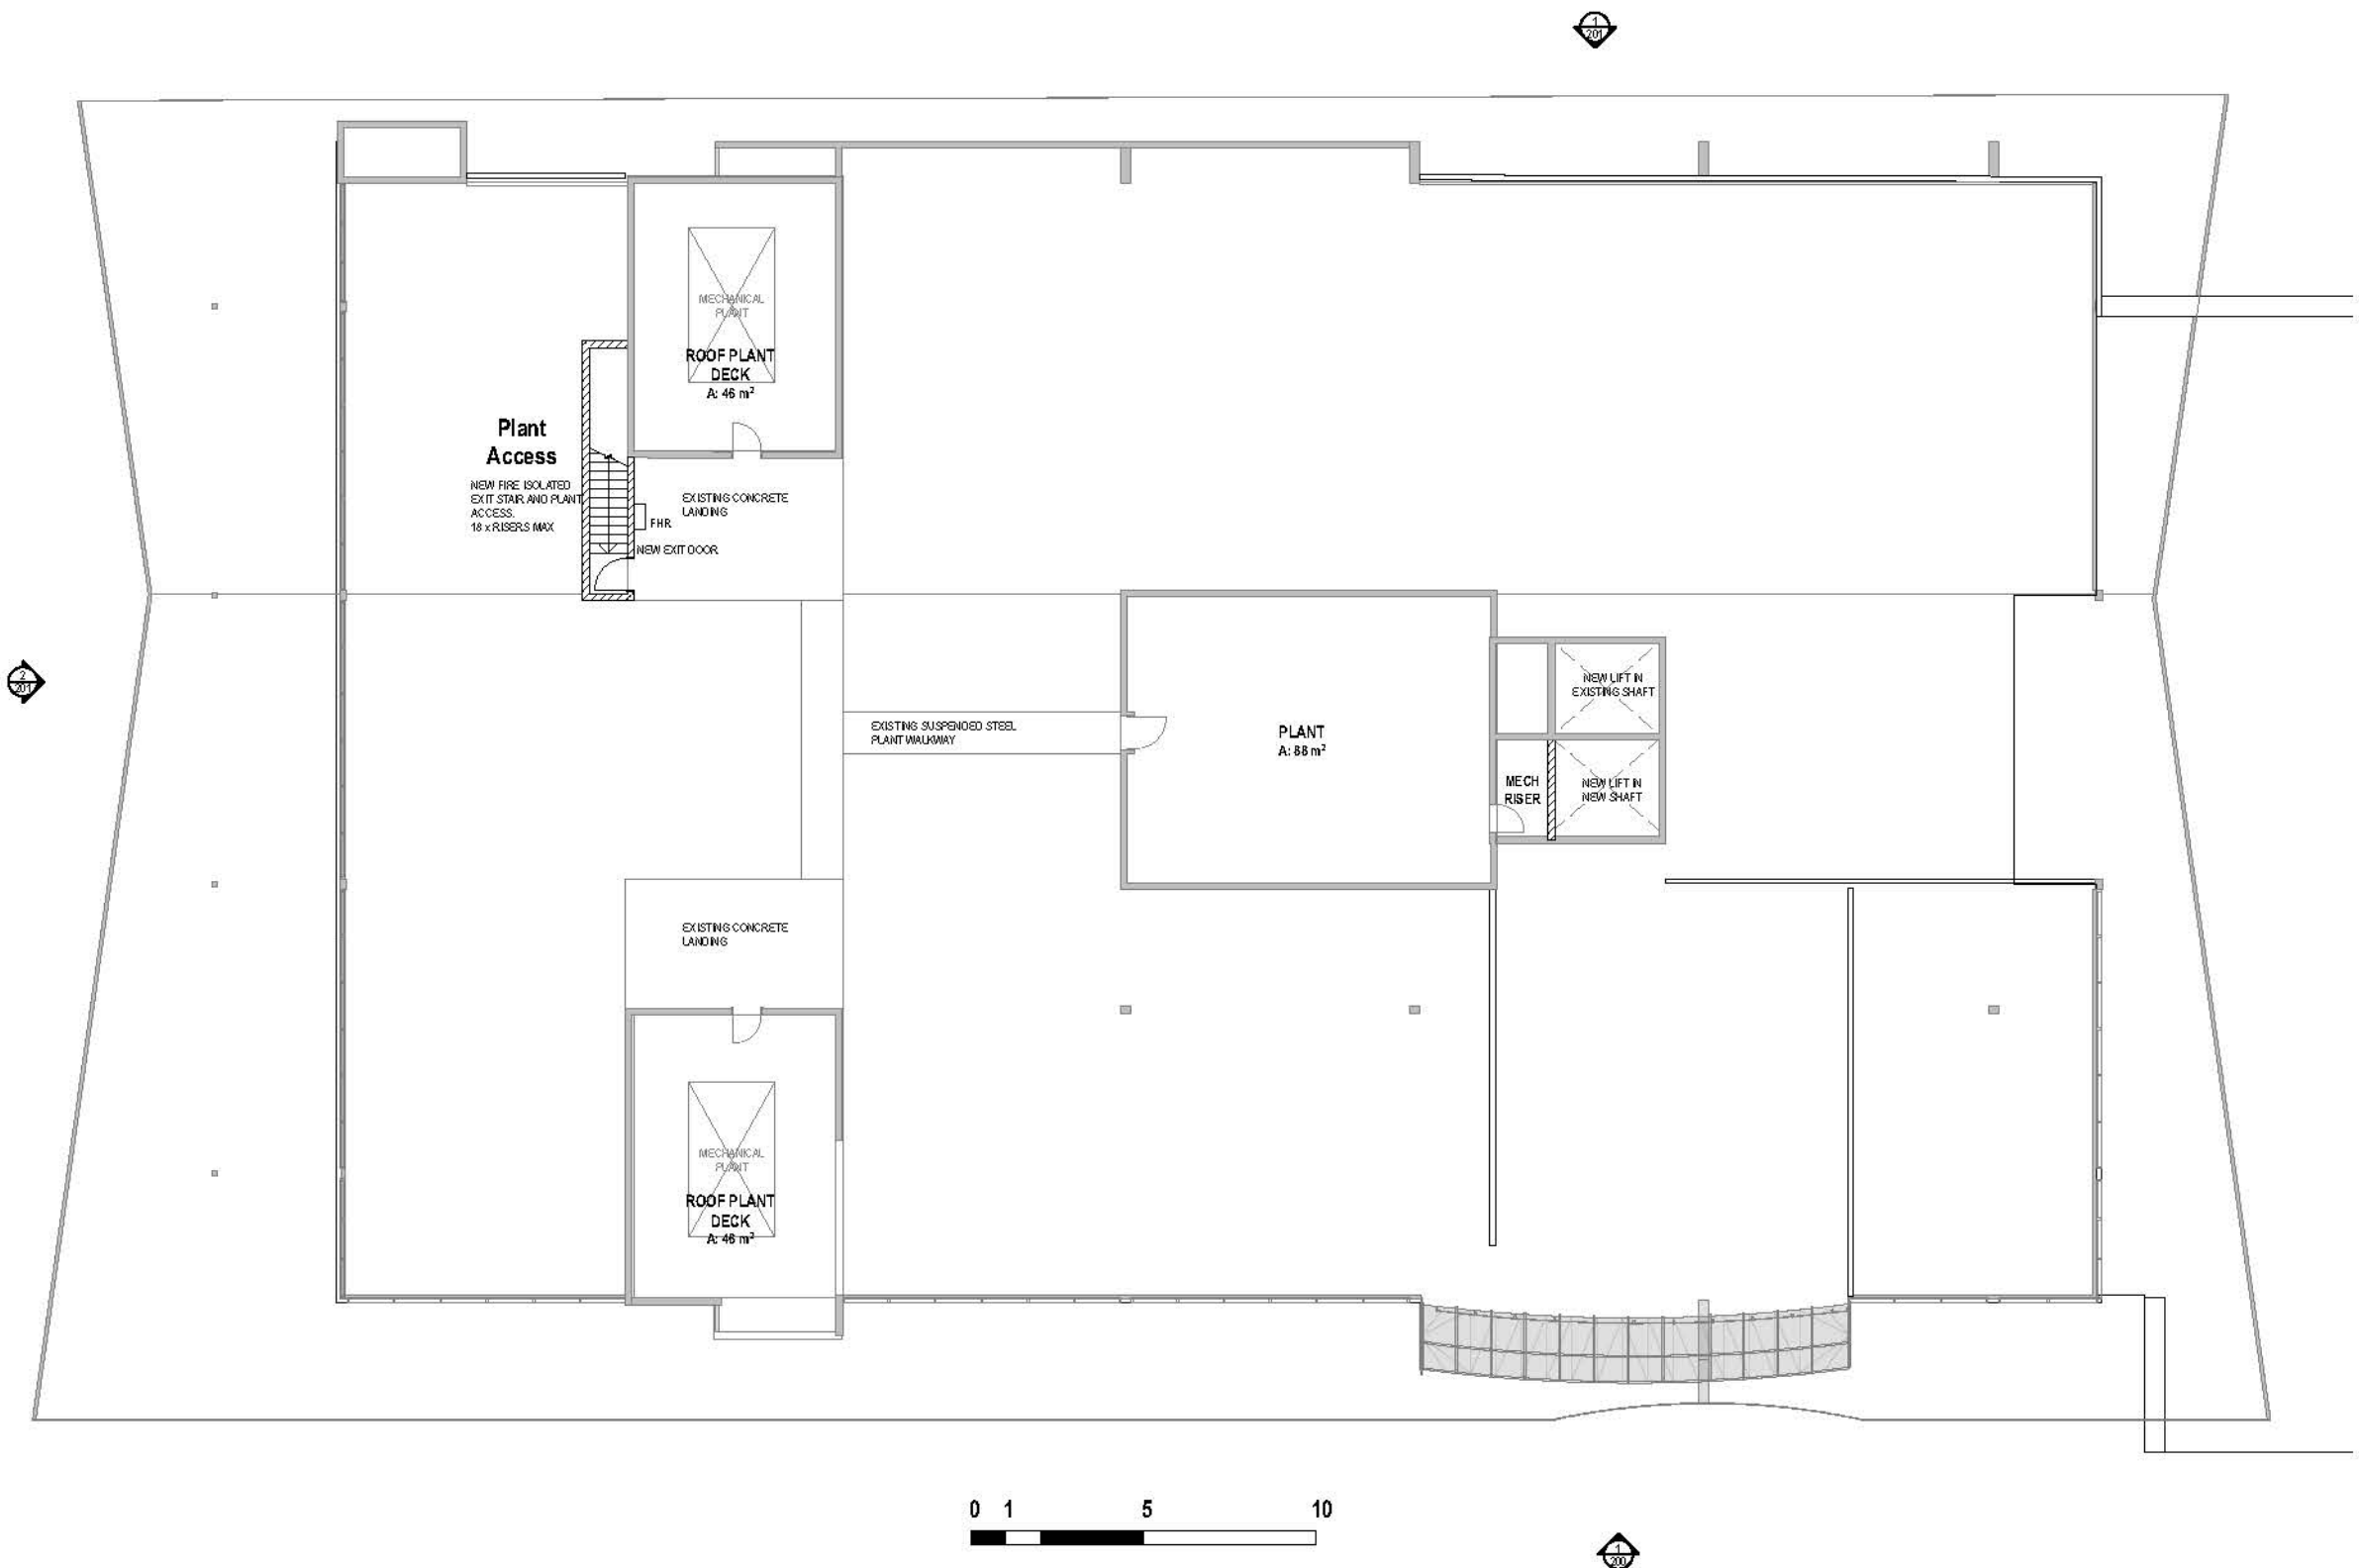 1
201
MECHANICAL
PLANT
ROOF PLANT
DECK
A: 46 m²
Plant
Access
NEW FIRE ISOLATED
EXIT STAIR AND PLANT
ACCESS.
18 x RISERS MAX
EXISTING CONCRETE
LANDING
FHR
NEW EXIT DOOR
2
201
EXISTING SUSPENDED STEEL
PLANT WALKWAY
PLANT
A: 88 m²
NEW LIFT IN
EXISTING SHAFT
MECH
RISER
NEW LIFT IN
NEW SHAFT
EXISTING CONCRETE
LANDING
MECHANICAL
PLANT
ROOF PLANT
DECK
A: 46 m²
0 1 5 10
1
200